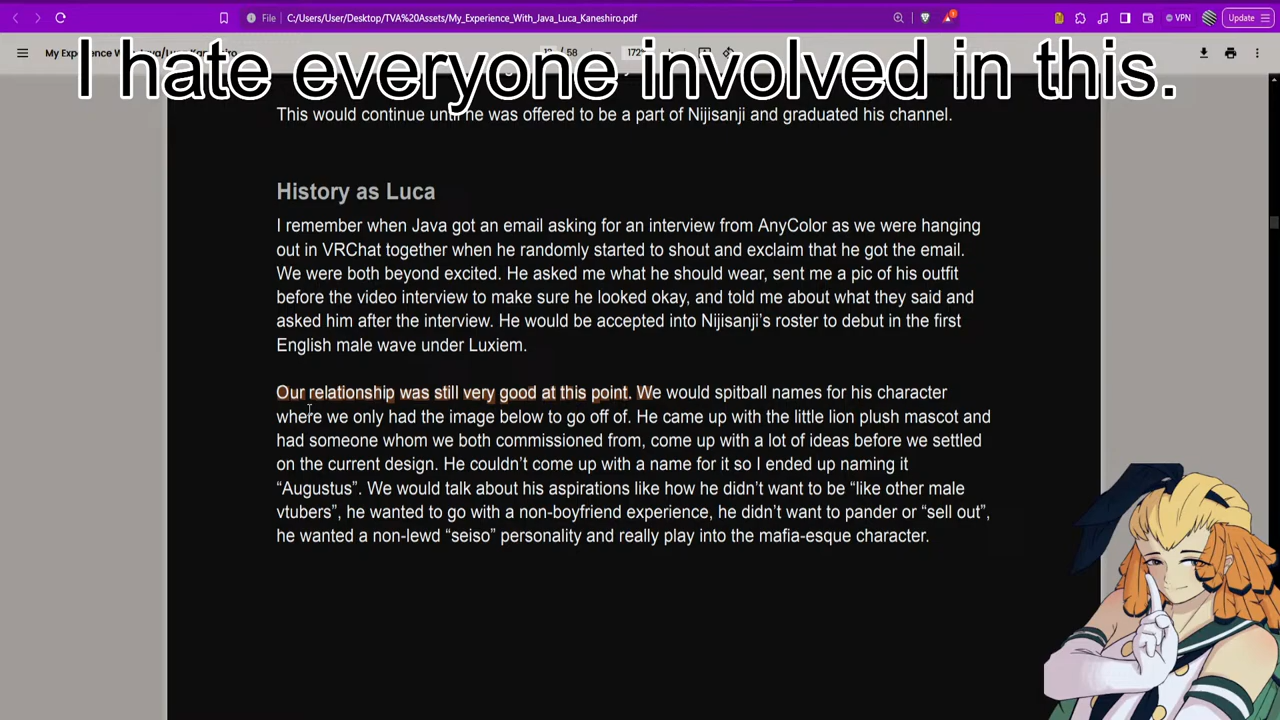 File C:/Users/User/Desktop/TVA%20Assets/My_Experience_With_Java_Luca_Kaneshiro.pdf VPN Update
/ 58 172%
I hate everyone involved in this.
This would continue until he was offered to be a part of Nijisanji and graduated his channel.
History as Luca
I remember when Java got an email asking for an interview from AnyColor as we were hanging
out in VRChat together when he randomly started to shout and exclaim that he got the email.
We were both beyond excited. He asked me what he should wear, sent me a pic of his outfit
before the video interview to make sure he looked okay, and told me about what they said and
asked him after the interview. He would be accepted into Nijisanji’s roster to debut in the first
English male wave under Luxiem.
Our relationship was still very good at this point. We would spitball names for his character
where we only had the image below to go off of. He came up with the little lion plush mascot and
had someone whom we both commissioned from, come up with a lot of ideas before we settled
on the current design. He couldn’t come up with a name for it so I ended up naming it
“Augustus”. We would talk about his aspirations like how he didn’t want to be “like other male
vtubers”, he wanted to go with a non-boyfriend experience, he didn’t want to pander or “sell out”,
he wanted a non-lewd “seiso” personality and really play into the mafia-esque character.